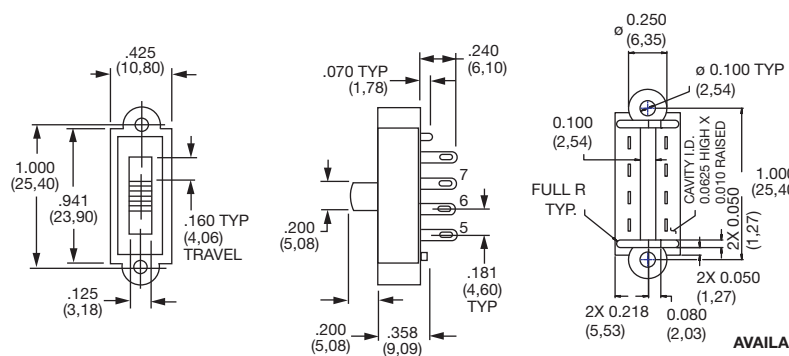 .425
(10,80)
1.000
(25,40)
.941
(23,90)
.160 TYP
(4,06)
TRAVEL
.125
(3,18)
.240
(6,10)
.070 TYP
(1,78)
7
6
5
.200
(5,08)
.181
(4,60)
TYP
.200
(5,08)
.358
(9,09)
ø 0.250
(6,35)
ø 0.100 TYP
(2,54)
0.100
(2,54)
CAVITY I.D.
0.0625 HIGH X
0.010 RAISED
FULL R
TYP.
1.000
(25,40
2X 0.050
(1,27)
2X 0.050
(1,27)
2X 0.218
(5,53)
0.080
(2,03)
AVAILA